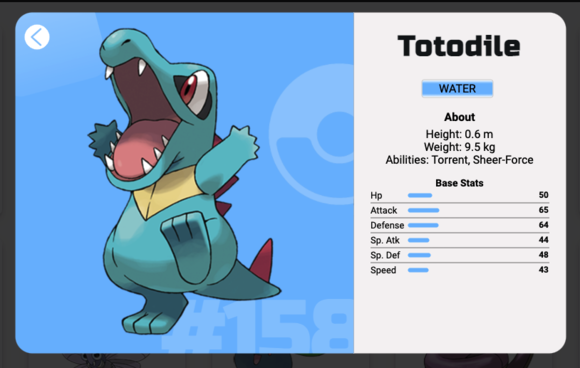 Totodile
WATER
About
Height: 0.6 m
Weight: 9.5 kg
Abilities: Torrent, Sheer-Force
Base Stats
Hp 50
Attack 65
Defense 64
Sp. Atk 44
Sp. Def 48
Speed 43
#158